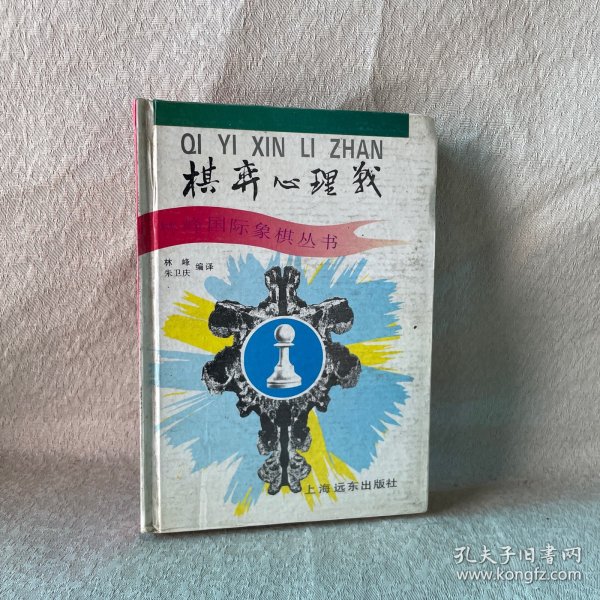 QI YI XIN LI ZHAN
棋弈心理战
国际象棋丛书
林峰
朱卫庆
编译
上海远东出版社
孔夫子旧书网
www.kongfz.com